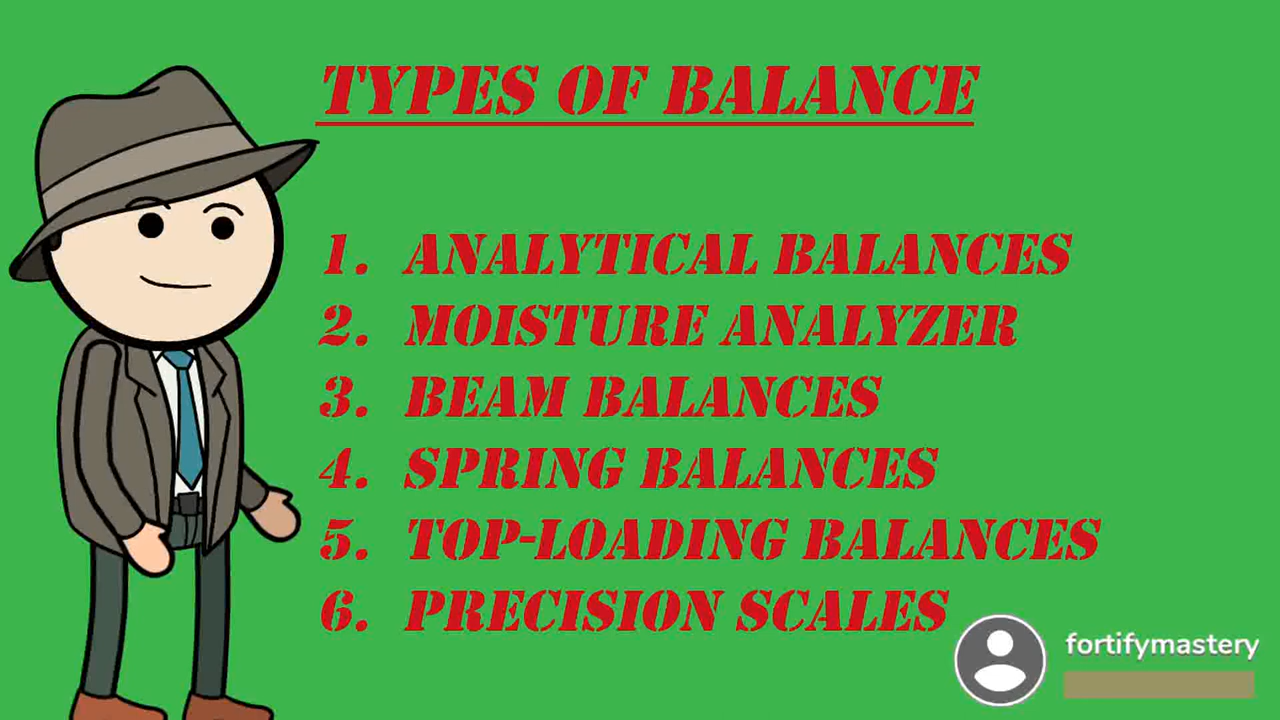 TYPES OF BALANCE
1. ANALYTICAL BALANCES
2. MOISTURE ANALYZER
3. BEAM BALANCES
4. SPRING BALANCES
5. TOP-LOADING BALANCES
6. PRECISION SCALES
fortifymastery